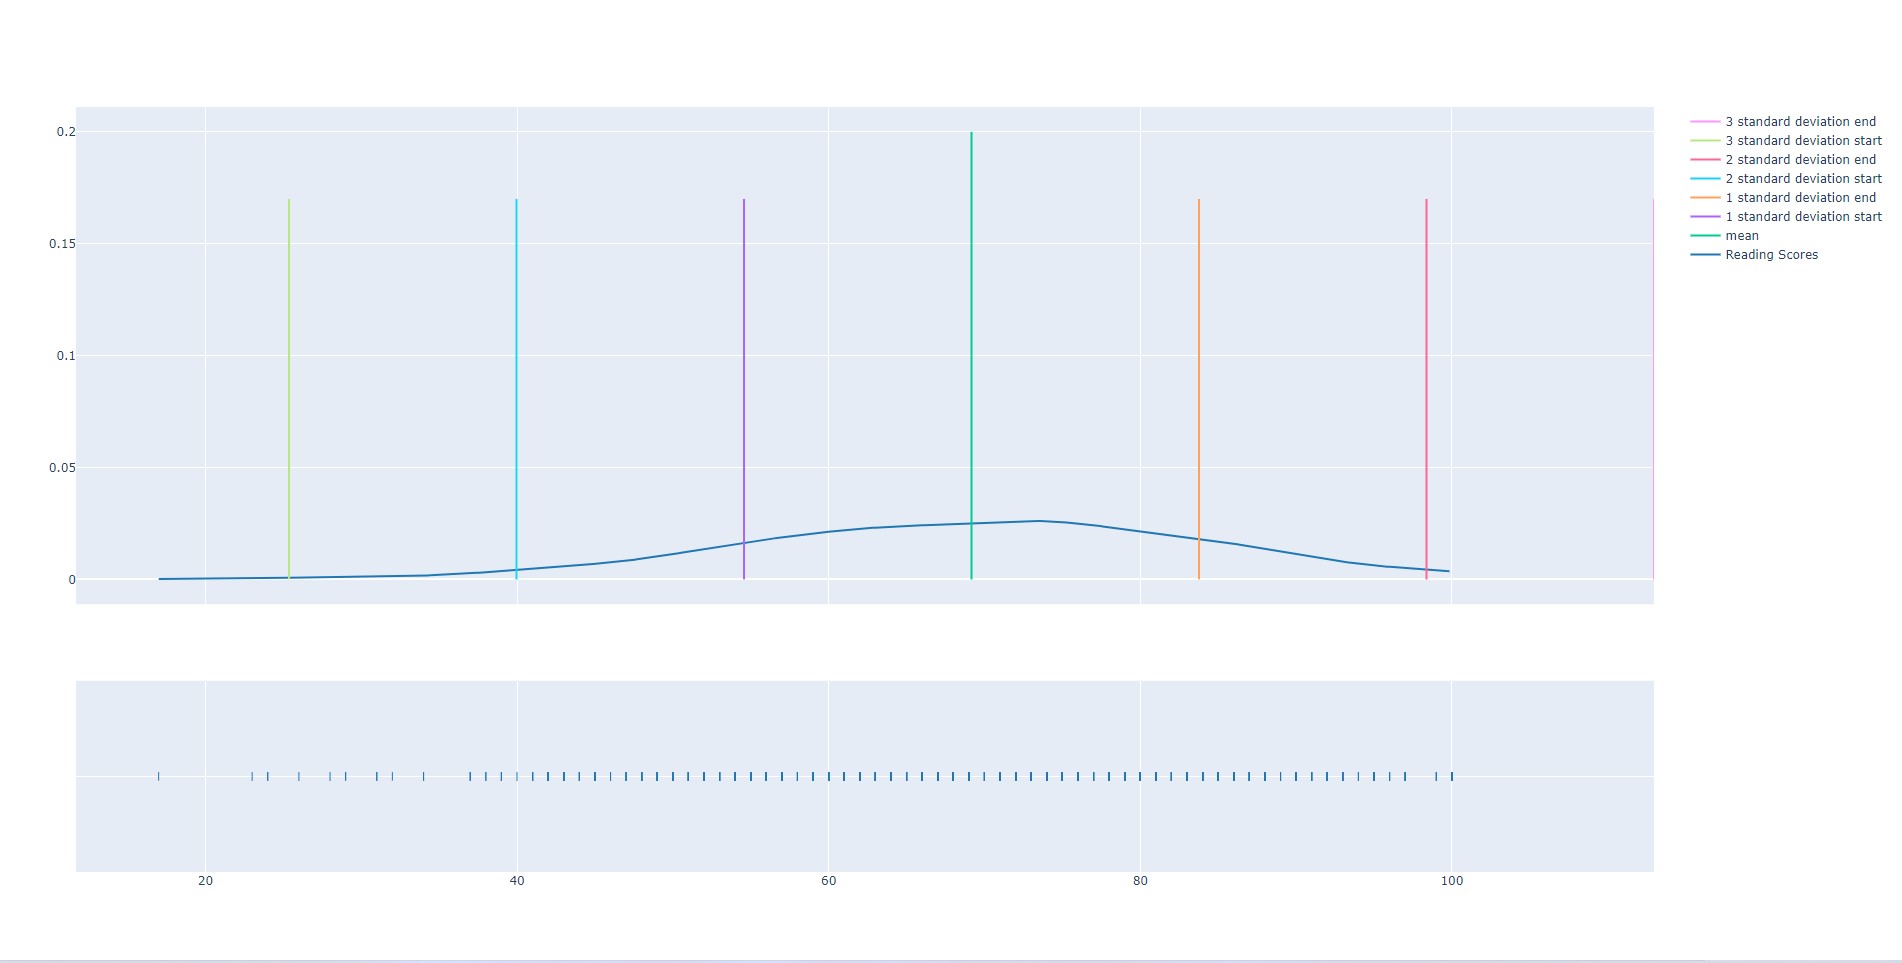 0.2
0.15
0.1
0.05
0
3 standard deviation end
3 standard deviation start
2 standard deviation end
2 standard deviation start
1 standard deviation end
1 standard deviation start
mean
Reading Scores
20 40 60 80 100